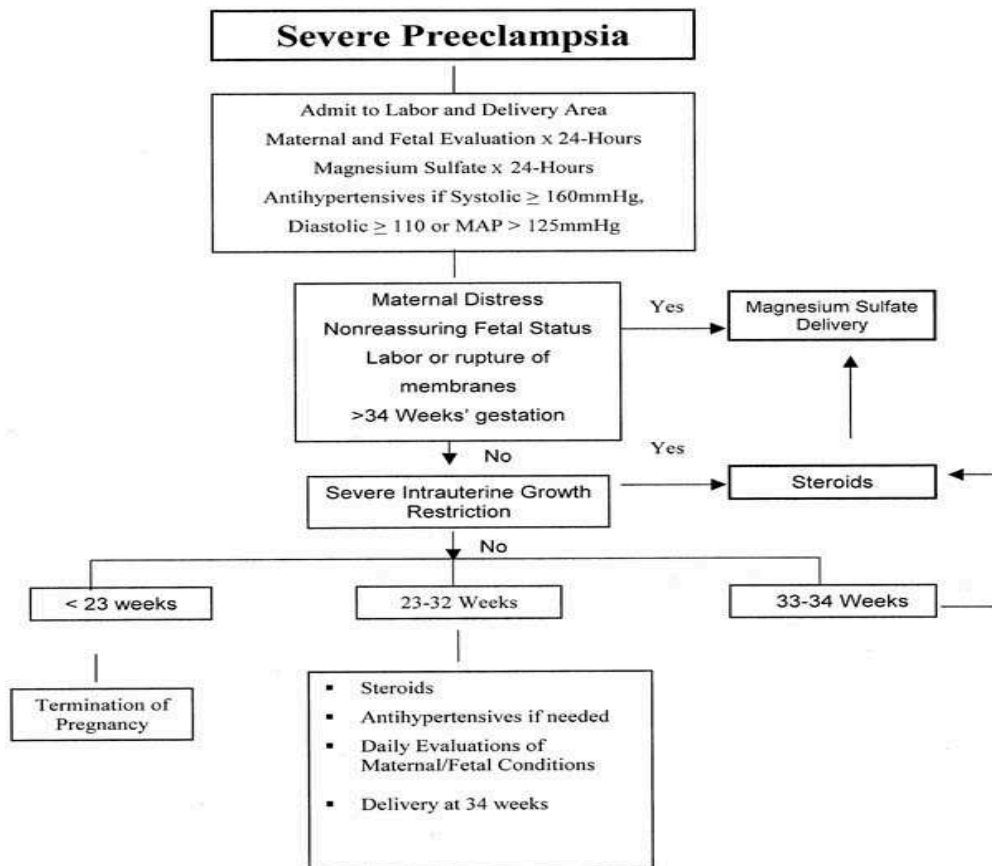 Severe Preeclampsia
Admit to Labor and Delivery Area
Maternal and Fetal Evaluation x 24-Hours
Magnesium Sulfate x 24-Hours
Antihypertensives if Systolic ≥ 160mmHg,
Diastolic ≥ 110 or MAP > 125mmHg
Maternal Distress
Nonreassuring Fetal Status
Labor or rupture of
membranes
>34 Weeks' gestation
Yes
Magnesium Sulfate
Delivery
No
Yes
Severe Intrauterine Growth
Restriction
Steroids
No
< 23 weeks
23-32 Weeks
33-34 Weeks
Termination of
Pregnancy
▪ Steroids
▪ Antihypertensives if needed
▪ Daily Evaluations of
Maternal/Fetal Conditions
▪ Delivery at 34 weeks